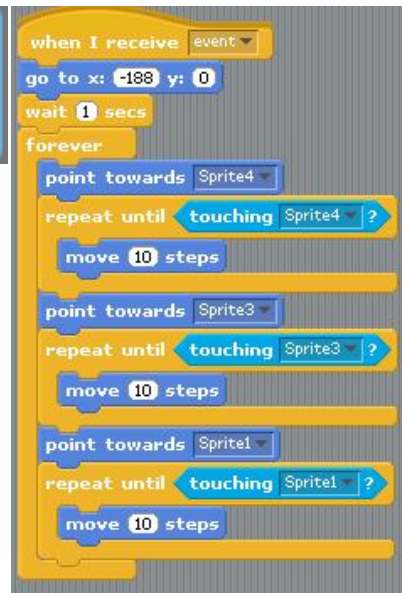 when I receive event
go to x: -188 y: 0
wait 1 secs
forever
point towards Sprite4
repeat until touching Sprite4 ?
move 10 steps
point towards Sprite3
repeat until touching Sprite3 ?
move 10 steps
point towards Sprite1
repeat until touching Sprite1 ?
move 10 steps